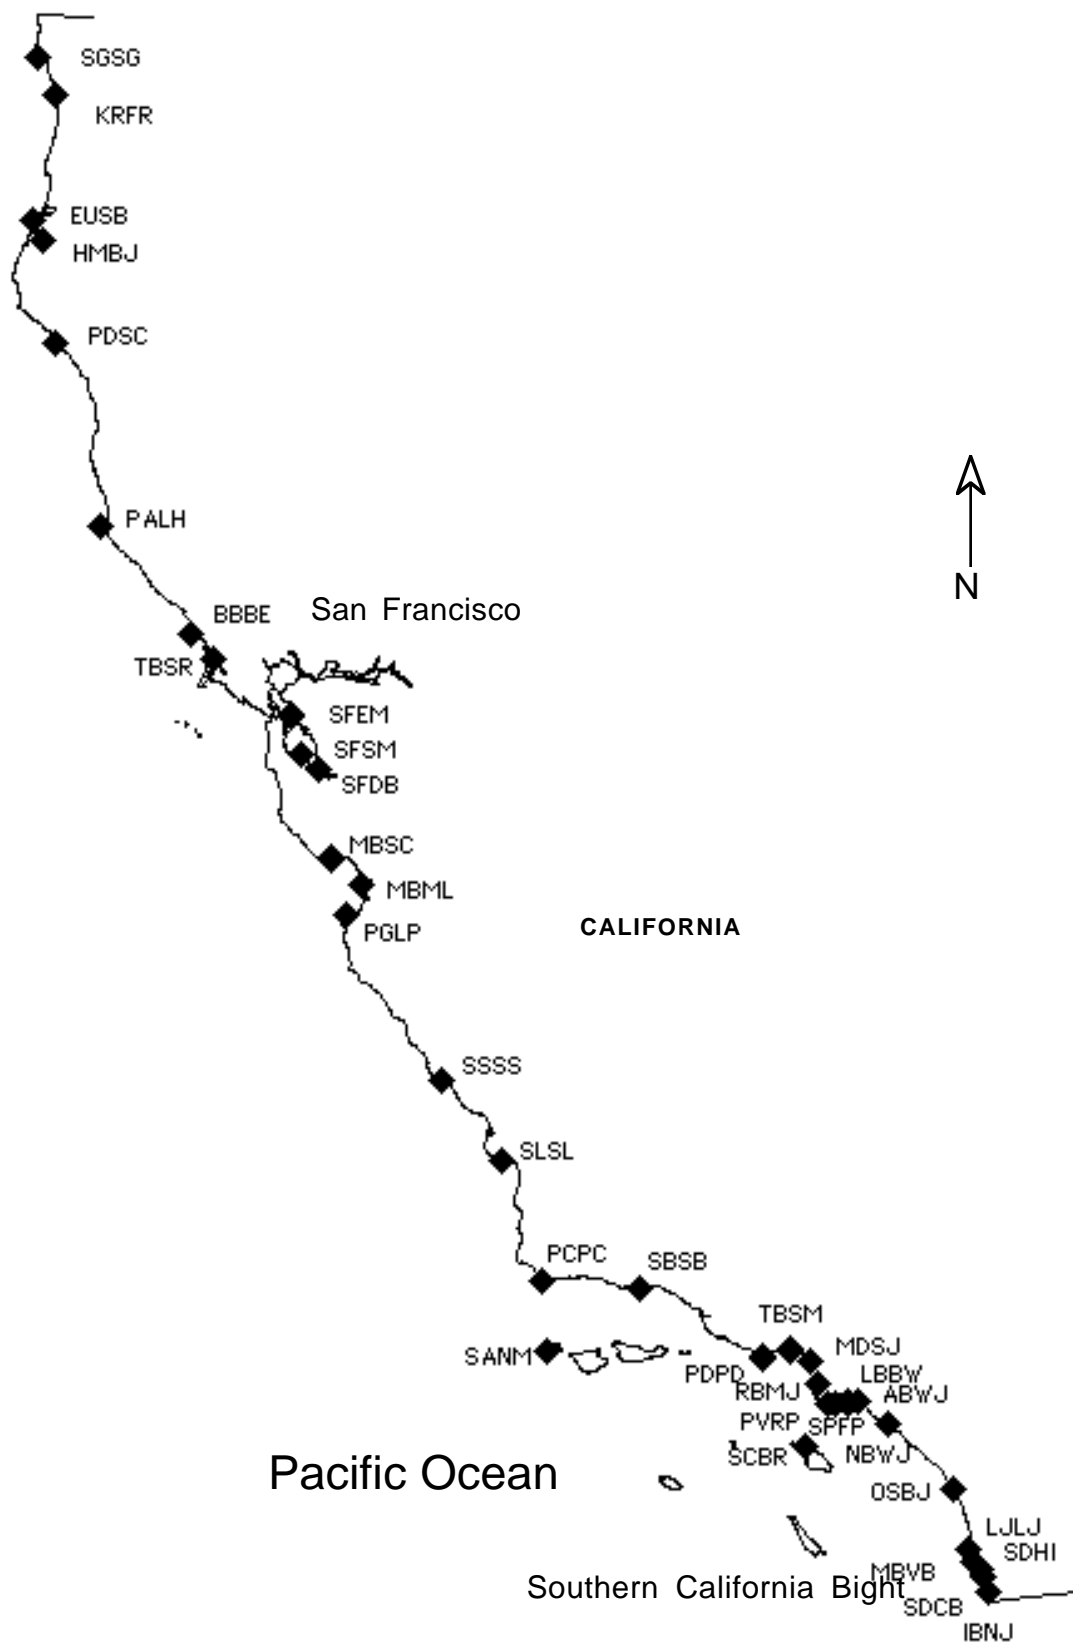 SGSG
KRFR
EUSB
HMBJ
PDSC
PALH
N
BBBE
San Francisco
TBSR
SFEM
SFSM
SFDB
MBSC
MBML
PGLP
CALIFORNIA
SSSS
SLSL
PCPC
SBSB
TBSM
SANM
MDSJ
PDPD
LBBW
RBMJ
ABWJ
PVRP
SPFP
NBWJ
SCBR
Pacific Ocean
OSBJ
LJLJ
SDHI
MBVB
Southern California Bight
SDCB
IBNJ